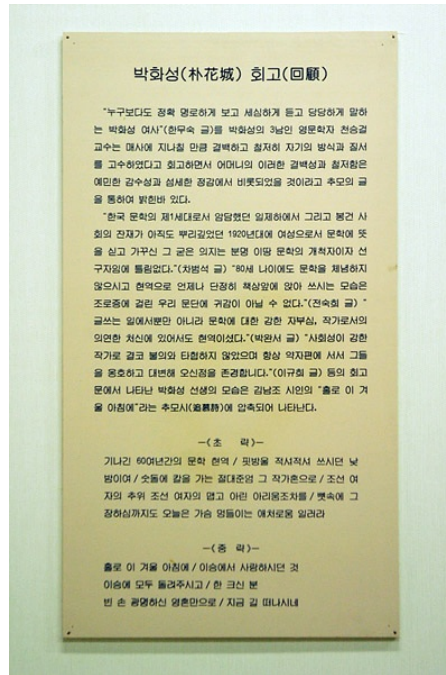 박화성(朴花城) 회고(回顧)
"누구보다도 정확 명료하게 보고 세심하게 듣고 당당하게 말하
는 박화성 여사"(한무숙 글)를 박화성의 3남인 영문학자 천승걸
교수는 매사에 지나칠 만큼 결백하고 철저히 자기의 방식과 질서
를 고수하였다고 회고하면서 어머니의 이러한 결백성과 철저함은
예민한 감수성과 섬세한 정감에서 비롯되었을 것이라고 추모의 글
을 통하여 밝힌바 있다.
"한국 문학의 제1세대로서 암담했던 일제하에서 그리고 봉건 사
회의 잔재가 아직도 뿌리깊었던 1920년대에 여성으로서 문학에 뜻
을 심고 가꾸신 그 굳은 의지는 분명 이땅 문학의 개척자이자 선
구자임에 틀림없다."(차범석 글) "80세 나이에도 문학을 체념하지
않으시고 현역으로 언제나 단정히 책상앞에 앉아 쓰시는 모습은
조로증에 걸린 우리 문단에 귀감이 아닐 수 없다."(전숙희 글) "
글쓰는 일에서뿐만 아니라 문학에 대한 강한 자부심, 작가로서의
의연한 처신에 있어서도 현역이셨다."(박완서 글) "사회성이 강한
작가로 결코 불의와 타협하지 않았으며 항상 약자편에 서서 그들
을 옹호하고 대변해 오신점을 존경합니다."(이규희 글) 등의 회고
문에서 나타난 박화성 선생의 모습은 김남조 시인의 "홀로 이 겨
울 아침에"라는 추모시(追慕詩)에 압축되어 나타난다.
-(초 략)-
기나긴 60여년간의 문학 현역 / 핏방울 적셔적셔 쓰시던 낮
밤이여 / 숫돌에 칼을 가는 절대준엄 그 작가혼으로 / 조선 여
자의 추위 조선 여자의 맵고 아린 아리움조차를 / 뼛속에 그
장하심까지도 오늘은 가슴 멍들이는 애처로움 일러라
-(중 략)-
홀로 이 겨울 아침에 / 이승에서 사랑하시던 것
이승에 모두 돌려주시고 / 한 크신 분
빈 손 광명하신 영혼만으로 / 지금 길 떠나시네